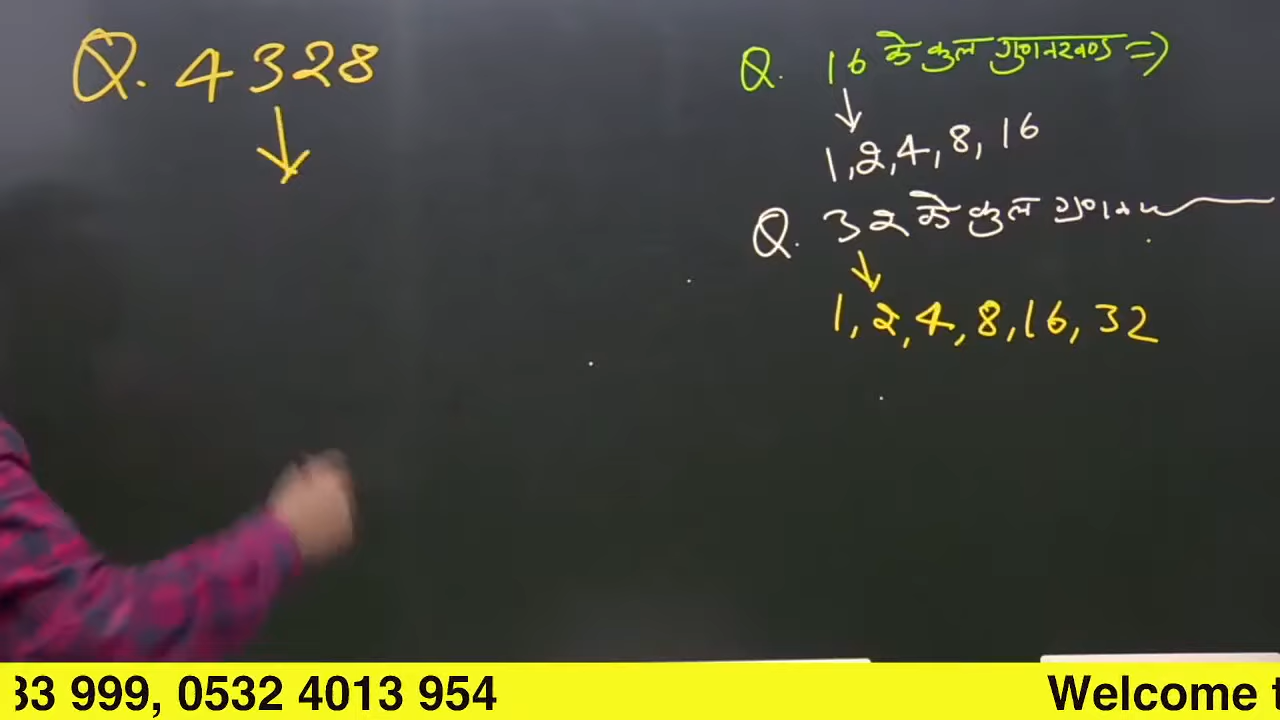 Q. 4328
Q. 16 के कुल गुणनखण्ड =>
1, 2, 4, 8, 16
Q. 32 के कुल गुणन
1, 2, 4, 8, 16, 32
33 999, 0532 4013 954
Welcome t